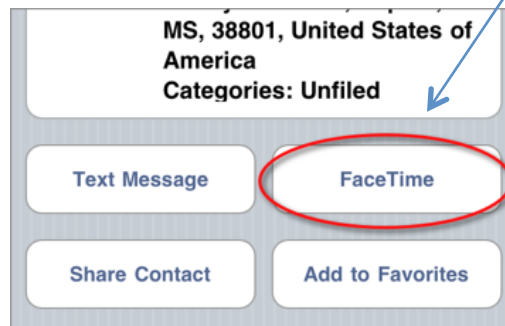 MS, 38801, United States of
America
Categories: Unfiled
Text Message
FaceTime
Share Contact
Add to Favorites